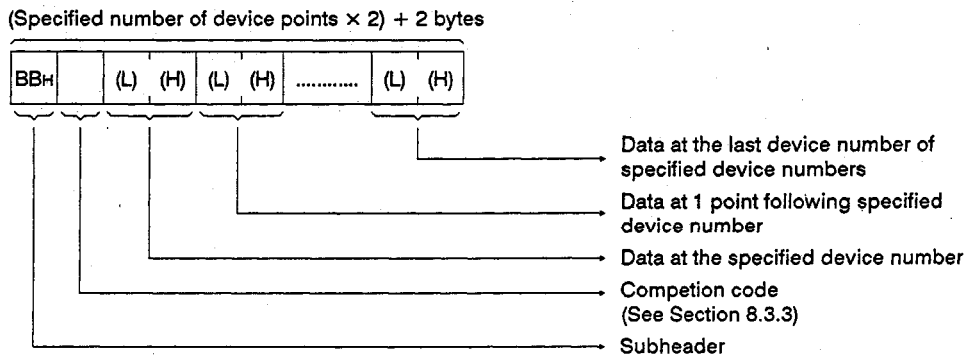 (Specified number of device points × 2) + 2 bytes
BBH (L) (H) (L) (H) ............ (L) (H)
Data at the last device number of
specified device numbers
Data at 1 point following specified
device number
Data at the specified device number
Competion code
(See Section 8.3.3)
Subheader